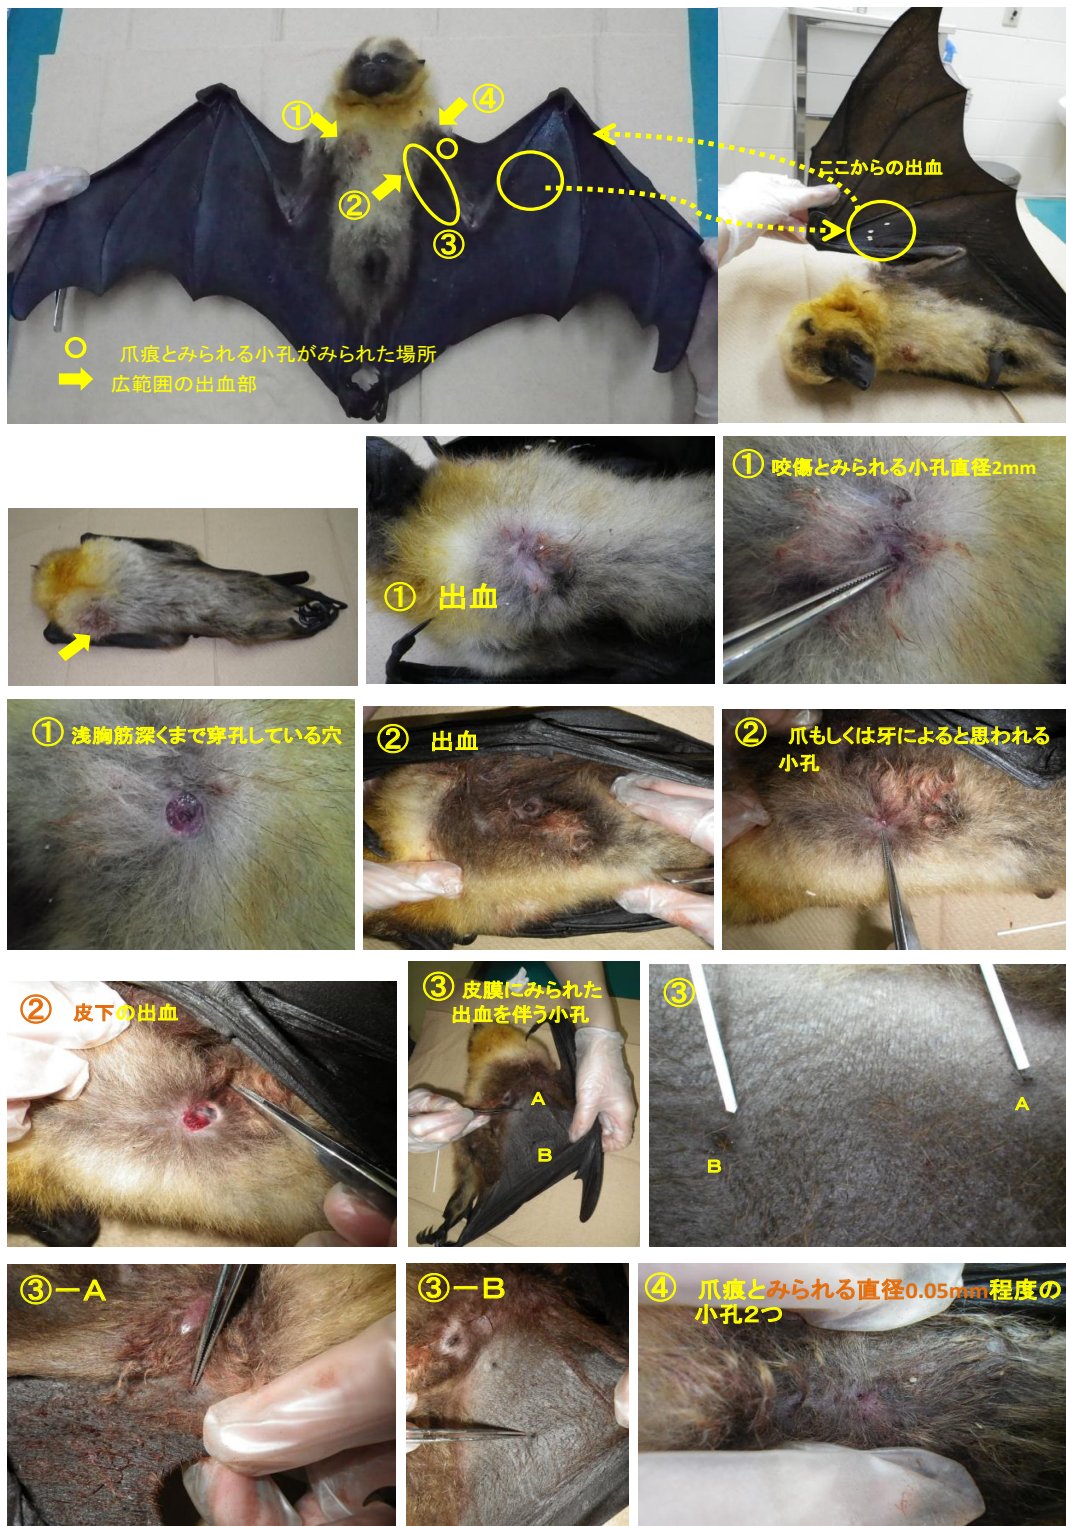 ①
④
②
③
ここからの出血
爪痕とみられる小孔がみられた場所
広範囲の出血部
① 出血
① 咬傷とみられる小孔直径2mm
① 浅胸筋深くまで穿孔している穴
② 出血
② 爪もしくは牙によると思われる
小孔
② 皮下の出血
③ 皮膜にみられた
出血を伴う小孔
A
B
③
A
B
③ーA
③ーB
④ 爪痕とみられる直径0.05mm程度の
小孔2つ